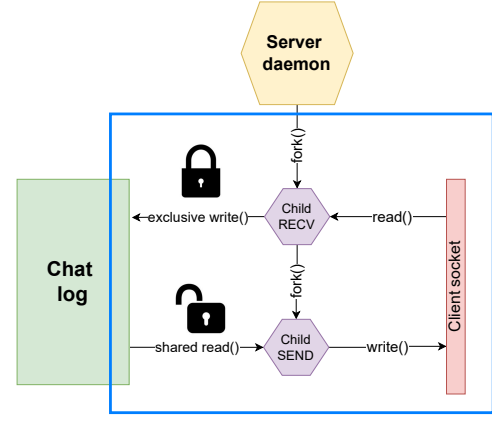 Server
daemon
fork()
Child
RECV
exclusive write()
read()
Chat
log
Client socket
fork()
Child
SEND
shared read()
write()